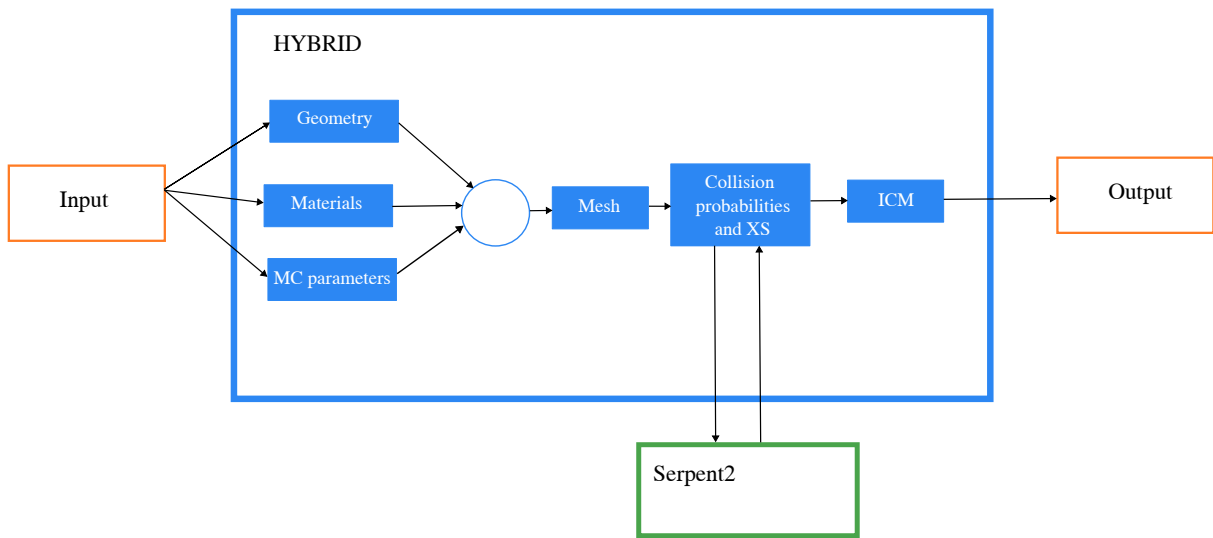 HYBRID
Input
Geometry
Materials
MC parameters
Mesh
Collision
probabilities
and XS
ICM
Output
Serpent2